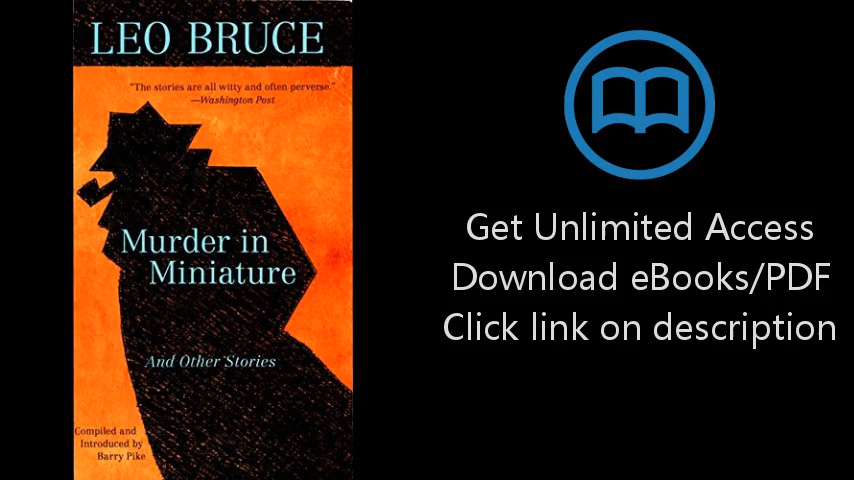 LEO BRUCE
"The stories are all witty and often perverse."
—Washington Post
Murder in
Miniature
And Other Stories
Compiled and
Introduced by
Barry Pike
Get Unlimited Access
Download eBooks/PDF
Click link on description